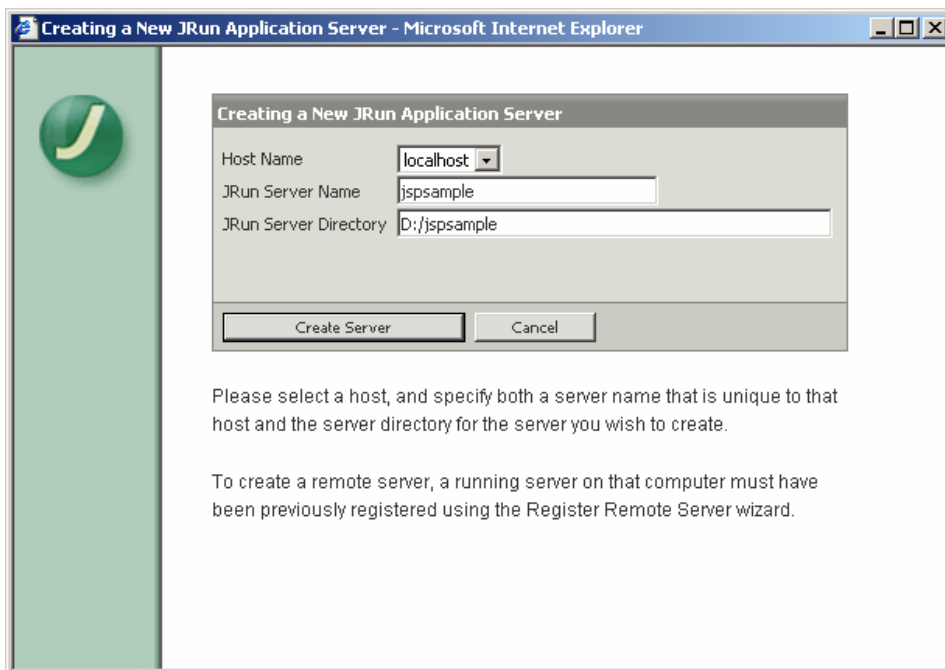 Creating a New JRun Application Server - Microsoft Internet Explorer
J
Creating a New JRun Application Server
Host Name localhost
JRun Server Name jspsample
JRun Server Directory D:/jspsample
Create Server Cancel
Please select a host, and specify both a server name that is unique to that
host and the server directory for the server you wish to create.
To create a remote server, a running server on that computer must have
been previously registered using the Register Remote Server wizard.